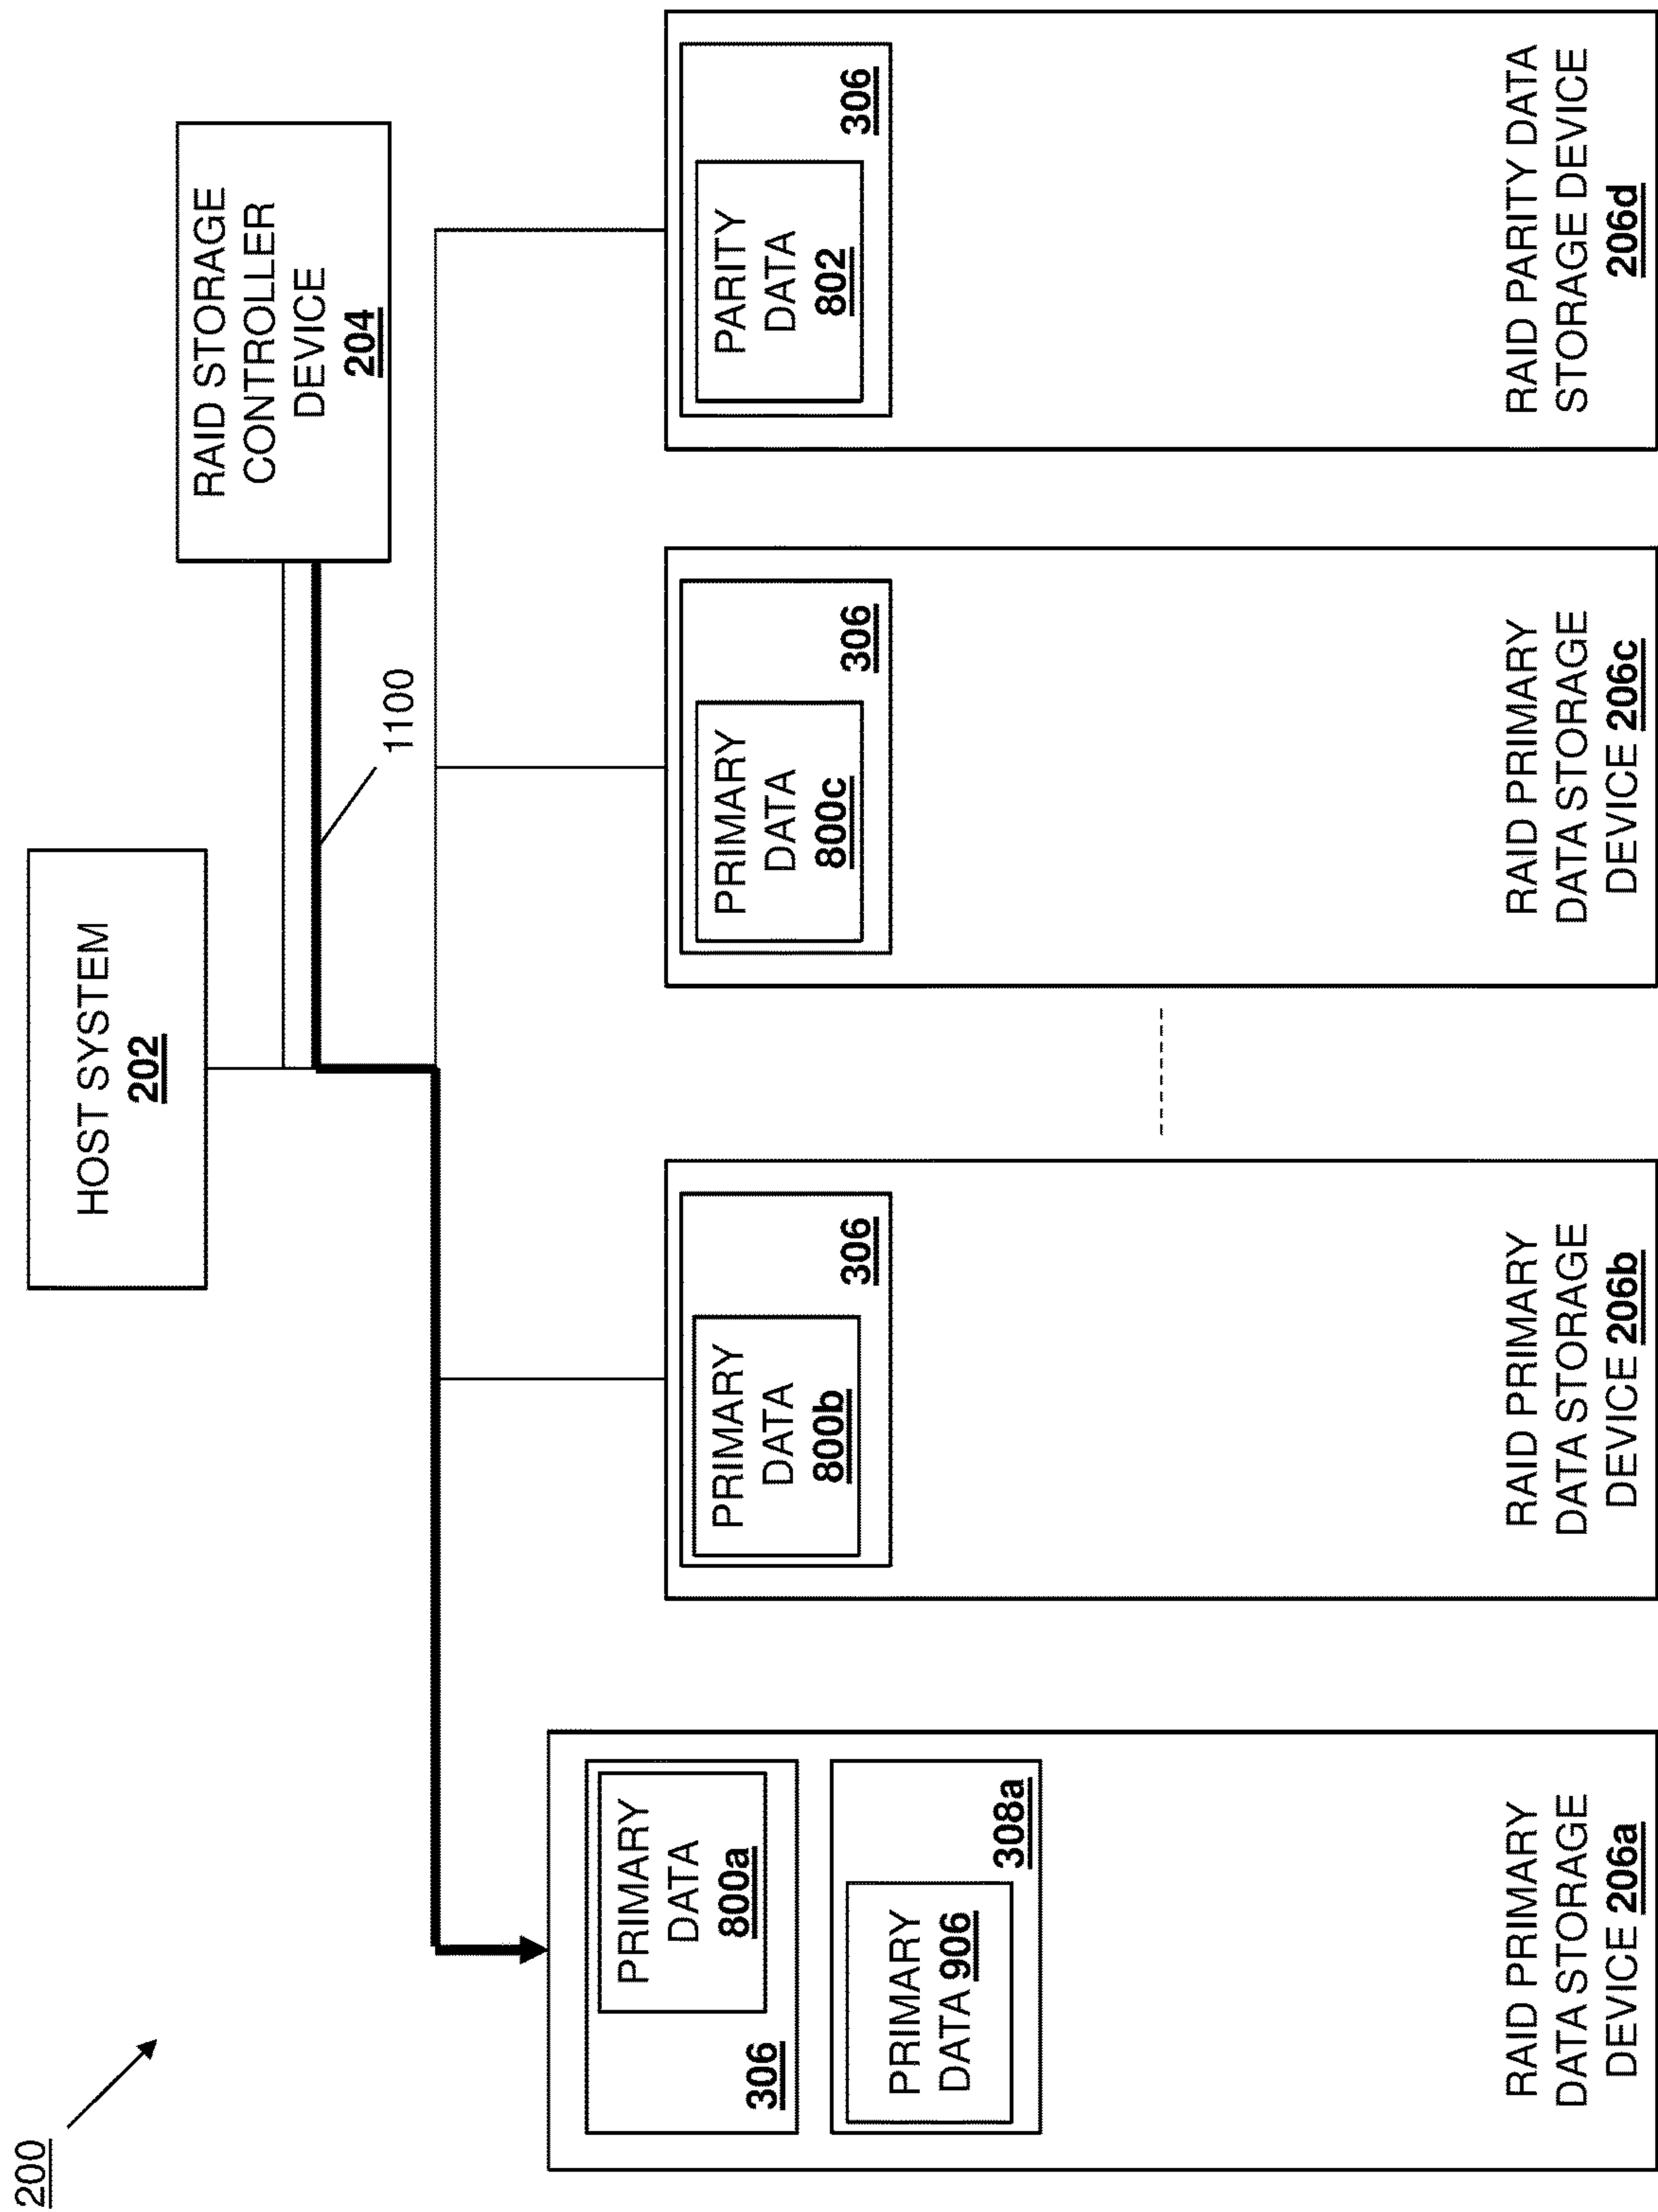 200
HOST SYSTEM
202
RAID STORAGE
CONTROLLER
DEVICE
204
1100
PRIMARY
DATA
800a
306
PRIMARY
DATA 906
308a
RAID PRIMARY
DATA STORAGE
DEVICE 206a
PRIMARY
DATA
800b
306
RAID PRIMARY
DATA STORAGE
DEVICE 206b
PRIMARY
DATA
800c
306
RAID PRIMARY
DATA STORAGE
DEVICE 206c
PARITY
DATA
802
306
RAID PARITY DATA
STORAGE DEVICE
206d